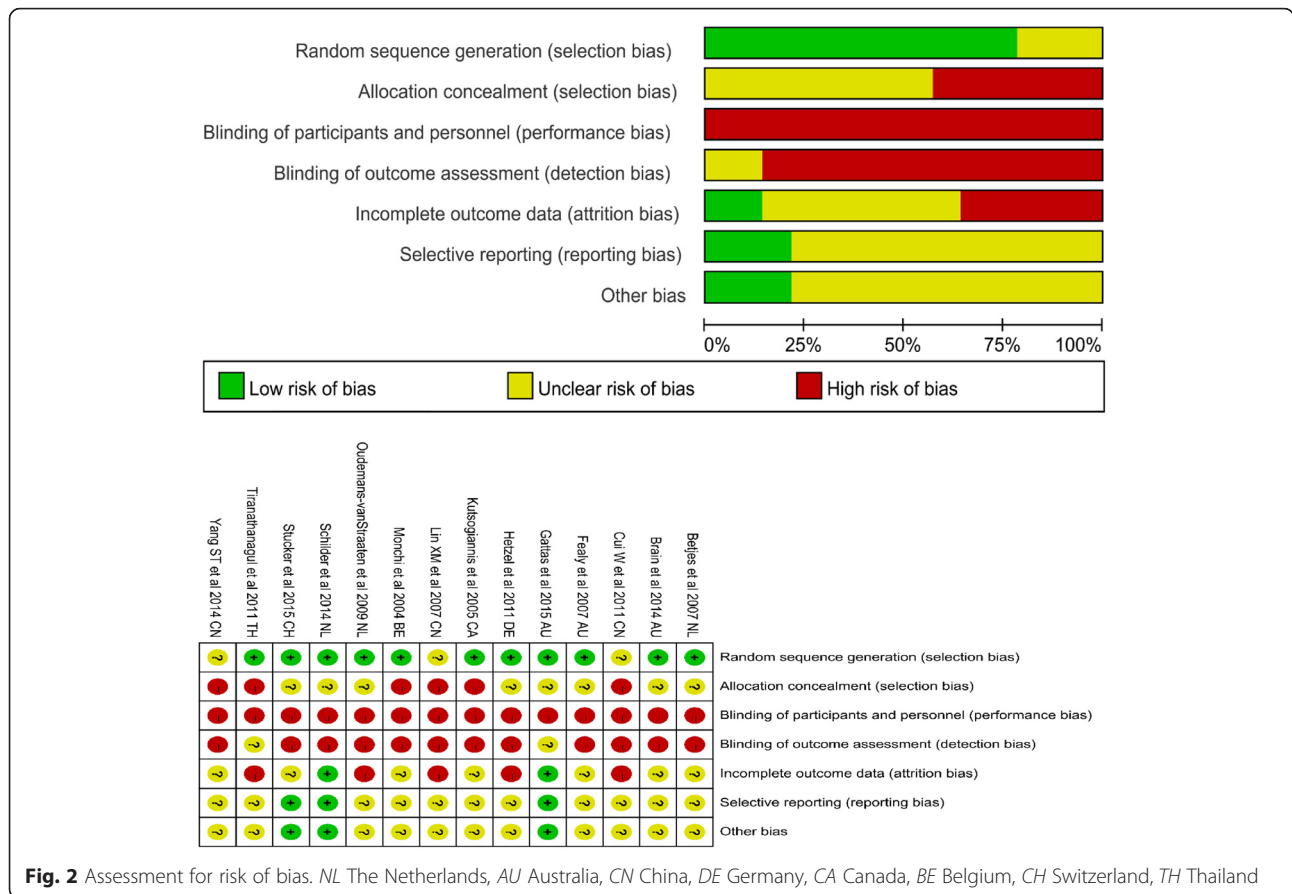 Random sequence generation (selection bias)
Allocation concealment (selection bias)
Blinding of participants and personnel (performance bias)
Blinding of outcome assessment (detection bias)
Incomplete outcome data (attrition bias)
Selective reporting (reporting bias)
Other bias
0% 25% 50% 75% 100%
Low risk of bias Unclear risk of bias High risk of bias
Yang ST et al 2014 CN
Tiranathanagul et al 2011 TH
Stucker et al 2015 CH
Schilder et al 2014 NL
Oudemans-vanStraaten et al 2009 NL
Monchi et al 2004 BE
Lin XM et al 2007 CN
Kutsogiannis et al 2005 CA
Hetzel et al 2011 DE
Gattas et al 2015 AU
Fealy et al 2007 AU
Cui W et al 2011 CN
Brain et al 2014 AU
Betjes et al 2007 NL
? + + + + + ? + + + + ? + + Random sequence generation (selection bias)
- - ? ? ? - - - ? ? ? - ? ? Allocation concealment (selection bias)
- - - - - - - - - - - - - - Blinding of participants and personnel (performance bias)
- ? - - - - - - - ? - - - - Blinding of outcome assessment (detection bias)
? - ? + - ? - ? - + ? - ? ? Incomplete outcome data (attrition bias)
? ? + + ? ? ? ? ? + ? ? ? ? Selective reporting (reporting bias)
? ? + + ? ? ? ? ? + ? ? ? ? Other bias
Fig. 2 Assessment for risk of bias. NL The Netherlands, AU Australia, CN China, DE Germany, CA Canada, BE Belgium, CH Switzerland, TH Thailand